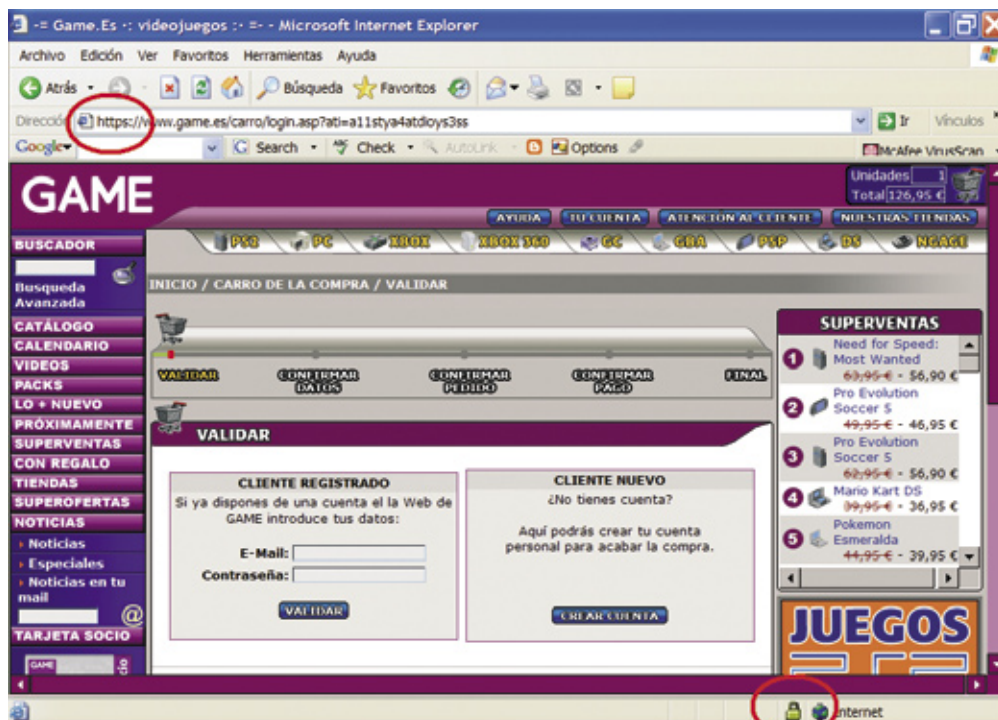 -= Game.Es ·: videojuegos :· =- - Microsoft Internet Explorer
Archivo Edición Ver Favoritos Herramientas Ayuda
Atrás Búsqueda Favoritos
Dirección https://www.game.es/carro/login.asp?ati=a11stya4atdioys3ss Ir Vínculos
Google Search Check AutoLink Options McAfee VirusScan
GAME
Unidades 1
Total 126,95 €
AYUDA TU CUENTA ATENCIÓN AL CLIENTE NUESTRAS TIENDAS
PS2 PC XBOX XBOX 360 GC GBA PSP DS NGAGE
BUSCADOR
Busqueda
Avanzada
CATÁLOGO
CALENDARIO
VIDEOS
PACKS
LO + NUEVO
PRÓXIMAMENTE
SUPERVENTAS
CON REGALO
TIENDAS
SUPEROFERTAS
NOTICIAS
Noticias
Especiales
Noticias en tu
mail
@
TARJETA SOCIO
GAME
INICIO / CARRO DE LA COMPRA / VALIDAR
VALIDAR CONFIRMAR DATOS CONFIRMAR PEDIDO CONFIRMAR PAGO FINAL
VALIDAR
CLIENTE REGISTRADO
Si ya dispones de una cuenta el la Web de
GAME introduce tus datos:
E-Mail:
Contraseña:
VALIDAR
CLIENTE NUEVO
¿No tienes cuenta?
Aquí podrás crear tu cuenta
personal para acabar la compra.
CREAR CUENTA
SUPERVENTAS
1 Need for Speed:
Most Wanted
63,95 € - 56,90 €
2 Pro Evolution
Soccer 5
49,95 € - 46,95 €
3 Pro Evolution
Soccer 5
62,95 € - 56,90 €
4 Mario Kart DS
39,95 € - 36,95 €
5 Pokemon
Esmeralda
44,95 € - 39,95 €
JUEGOS
Internet